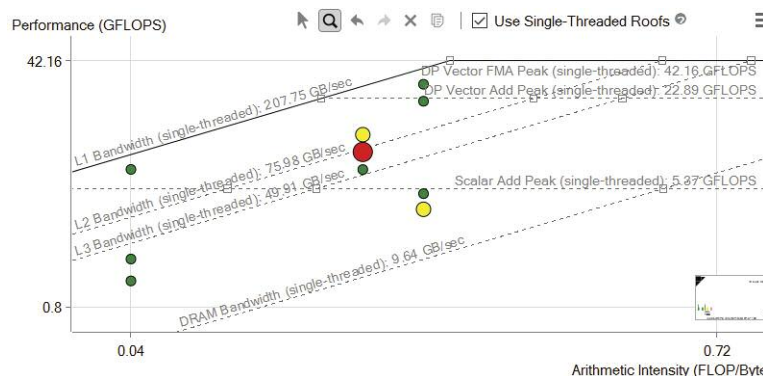 Performance (GFLOPS)
Use Single-Threaded Roofs
42.16
DP Vector FMA Peak (single-threaded): 42.16 GFLOPS
DP Vector Add Peak (single-threaded): 22.89 GFLOPS
L1 Bandwidth (single-threaded): 207.75 GB/sec
L2 Bandwidth (single-threaded): 75.98 GB/sec
Scalar Add Peak (single-threaded): 5.37 GFLOPS
L3 Bandwidth (single-threaded): 49.91 GB/sec
DRAM Bandwidth (single-threaded): 9.64 GB/sec
0.8
0.04
0.72
Arithmetic Intensity (FLOP/Byte